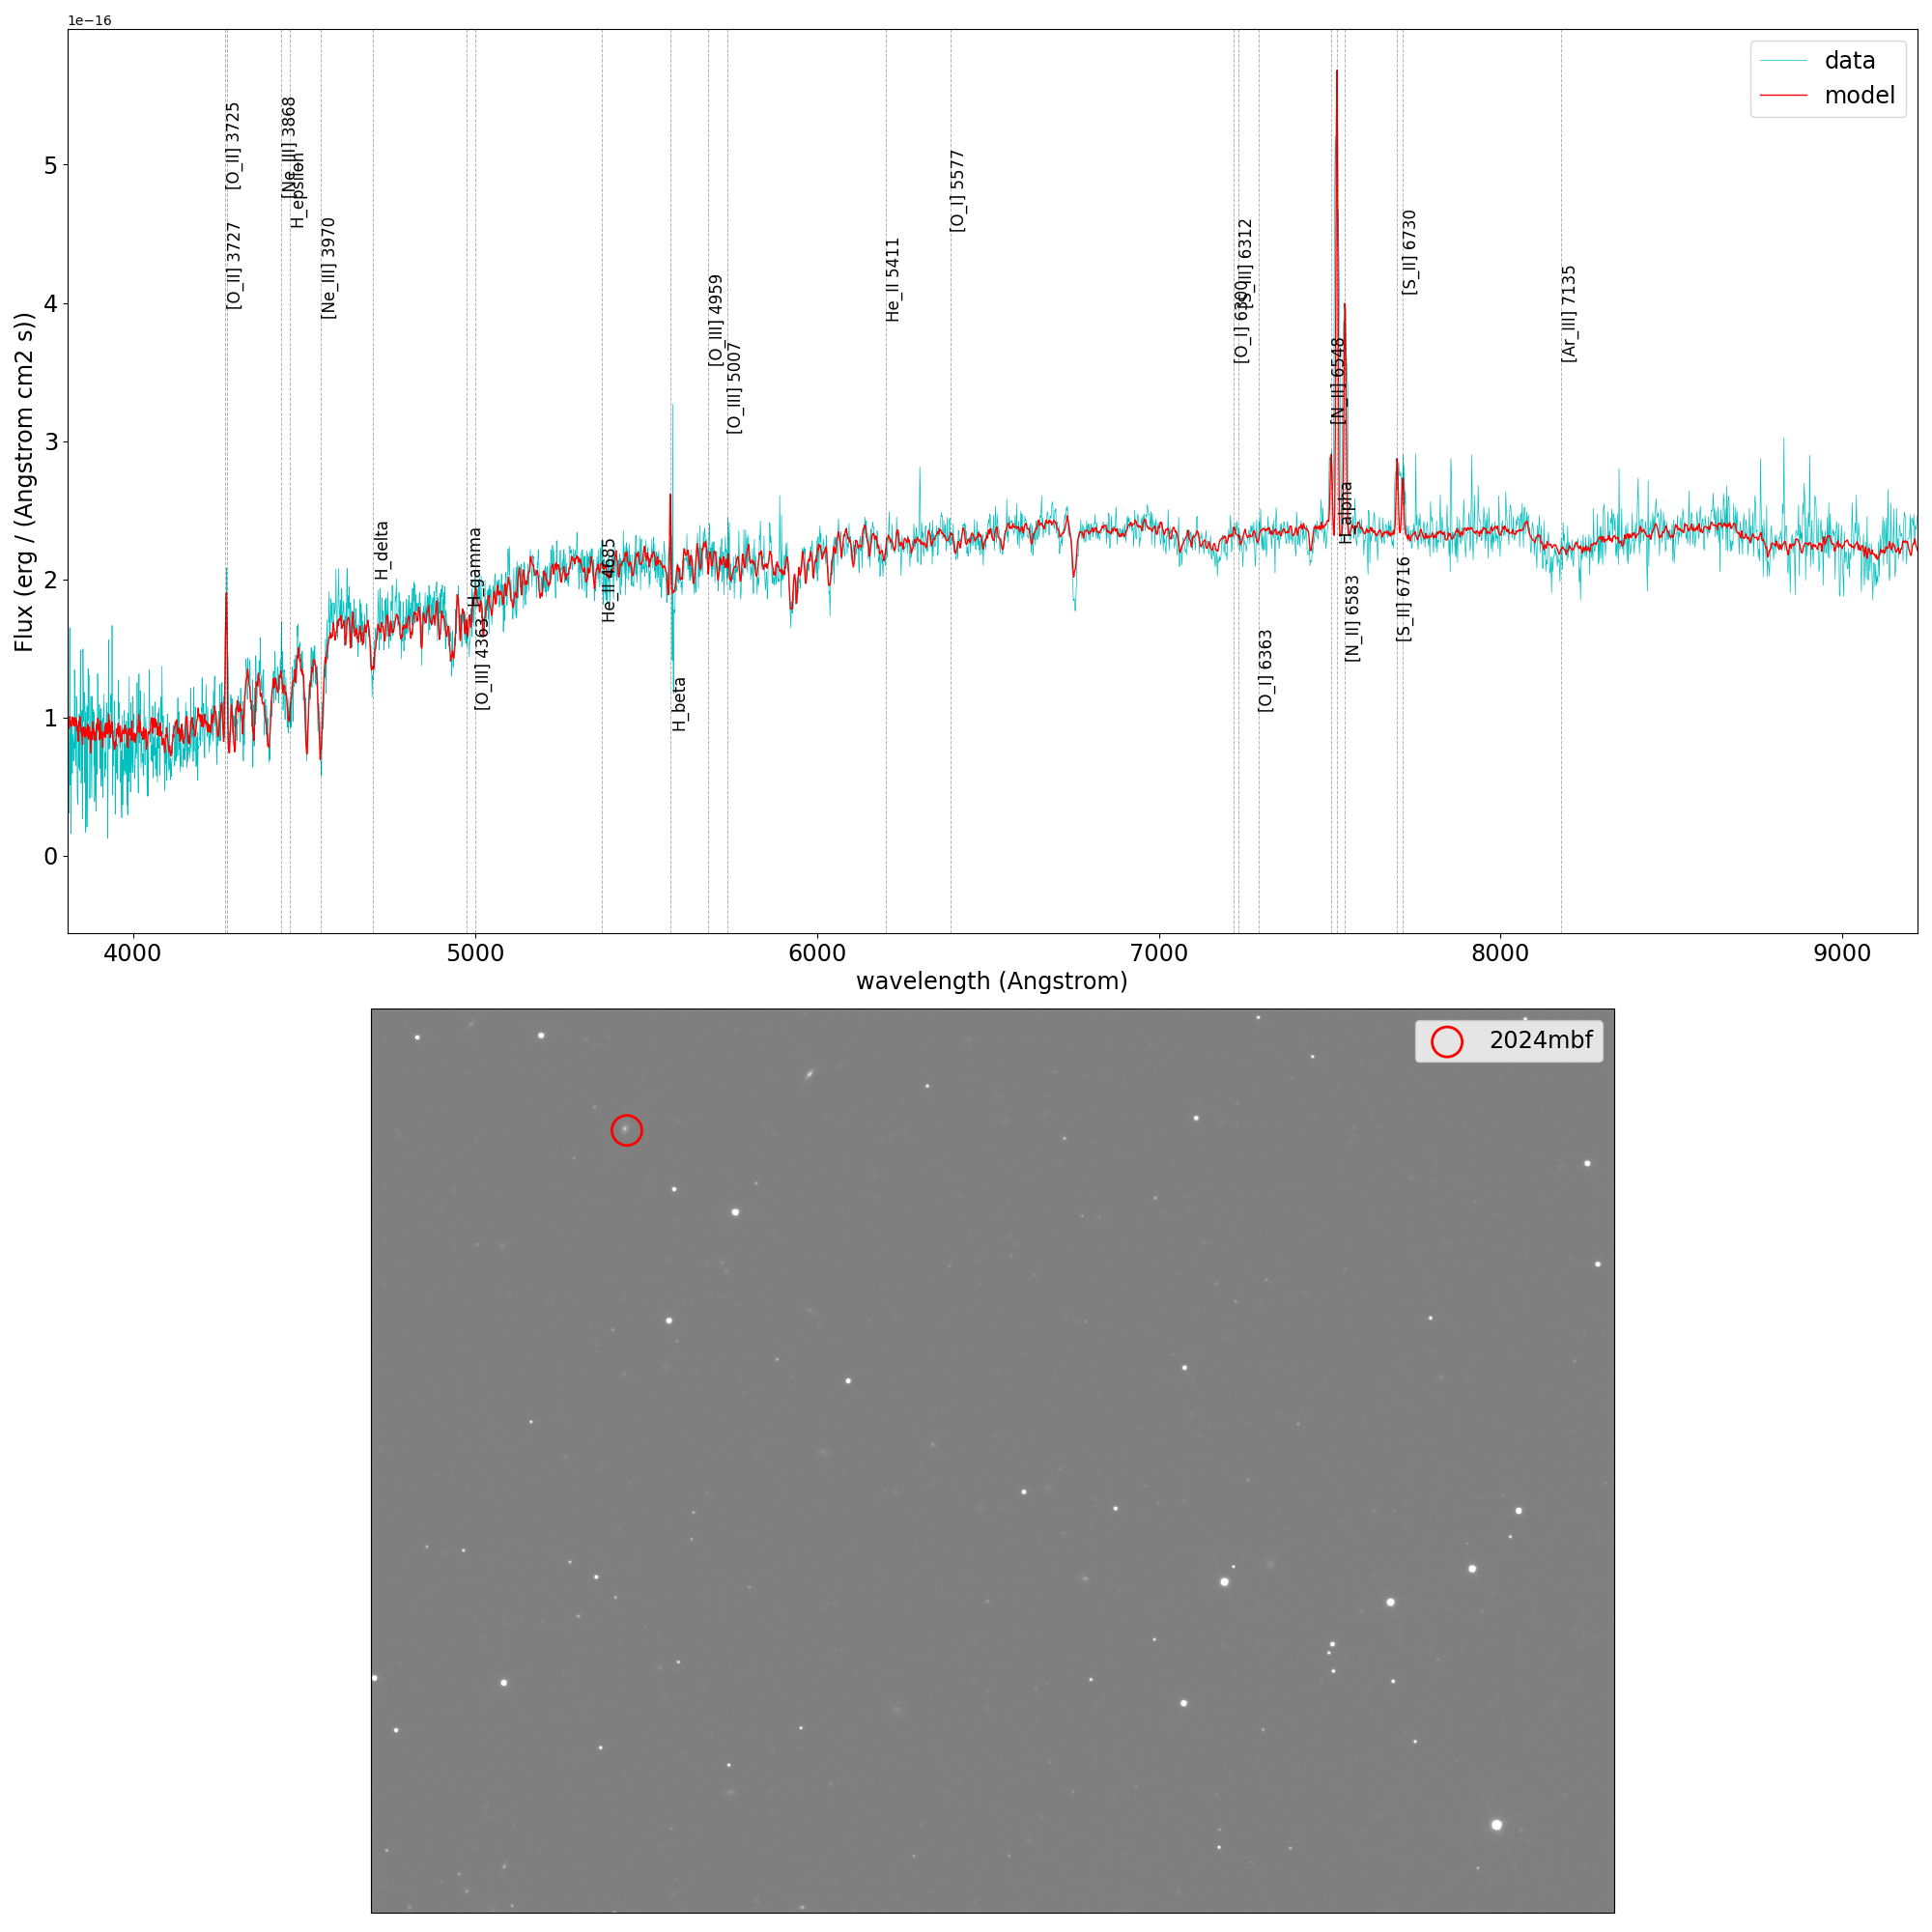 1e−16
data
model
[O_II] 3725
[O_II] 3727
[Ne_III] 3868
H_epsilon
[Ne_III] 3970
H_delta
H_gamma
[O_III] 4363
He_II 4685
H_beta
[O_III] 4959
[O_III] 5007
He_II 5411
[O_I] 5577
[O_I] 6300
[S_III] 6312
[O_I] 6363
[N_II] 6548
H_alpha
[N_II] 6583
[S_II] 6716
[S_II] 6730
[Ar_III] 7135
5
4
3
2
1
0
Flux (erg / (Angstrom cm2 s))
4000 5000 6000 7000 8000 9000
wavelength (Angstrom)
2024mbf